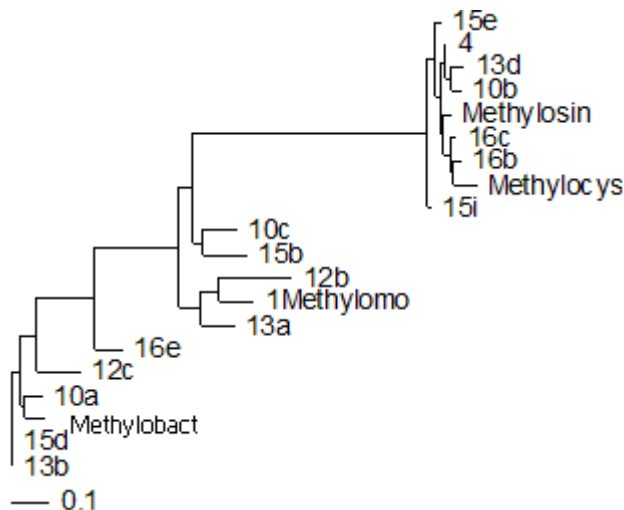 15e
4
13d
10b
Methylosin
16c
16b
Methylocys
15i
10c
15b
12b
1Methylomo
13a
16e
12c
10a
Methylobact
15d
13b
0.1